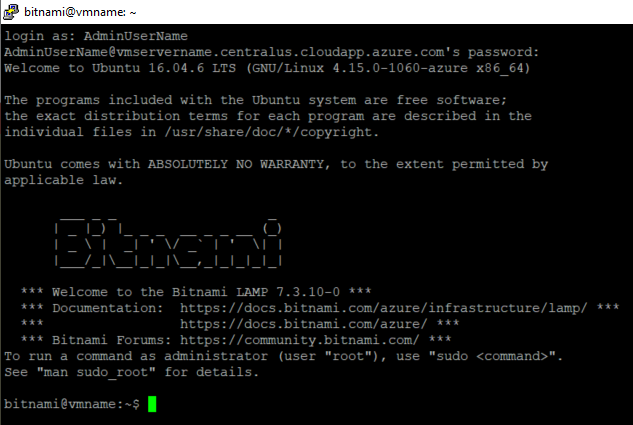 bitnami@vmname: ~
login as: AdminUserName
AdminUserName@vmservername.centralus.cloudapp.azure.com's password:
Welcome to Ubuntu 16.04.6 LTS (GNU/Linux 4.15.0-1060-azure x86_64)
The programs included with the Ubuntu system are free software;
the exact distribution terms for each program are described in the
individual files in /usr/share/doc/*/copyright.
Ubuntu comes with ABSOLUTELY NO WARRANTY, to the extent permitted by
applicable law.
Bitnami
*** Welcome to the Bitnami LAMP 7.3.10-0 ***
*** Documentation:  https://docs.bitnami.com/azure/infrastructure/lamp/ ***
***                 https://docs.bitnami.com/azure/ ***
*** Bitnami Forums: https://community.bitnami.com/ ***
To run a command as administrator (user "root"), use "sudo <command>".
See "man sudo_root" for details.
bitnami@vmname:~$